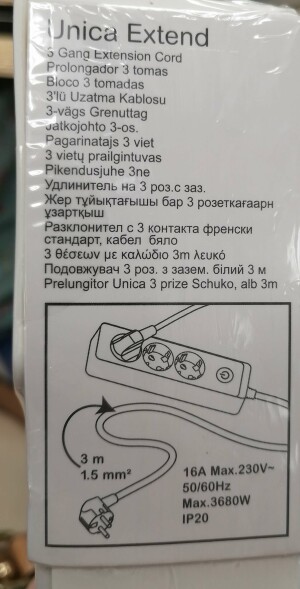 Unica Extend
3 Gang Extension Cord
Prolongador 3 tomas
Bloco 3 tomadas
3'lü Uzatma Kablosu
3-vägs Grenuttag
Jatkojohto 3-os.
Pagarinatajs 3 viet
3 vietų prailgintuvas
Pikendusjuhe 3ne
Удлинитель на 3 роз.с заз.
Жер тұйықтағышы бар 3 розеткағаарн
ұзартқыш
Разклонител с 3 контакта френски
стандарт, кабел бяло
3 θέσεων με καλώδιο 3m λευκό
Подовжувач 3 роз. з зазем. білий 3 м
Prelungitor Unica 3 prize Schuko, alb 3m
3 m
1.5 mm²
16A Max.230V~
50/60Hz
Max.3680W
IP20